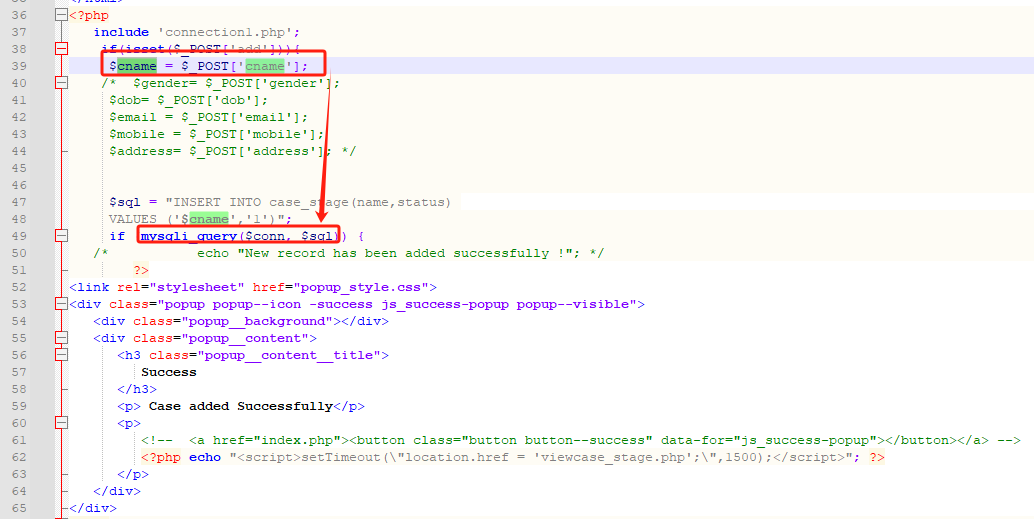 36 <?php
37 include 'connection1.php';
38 if(isset($_POST['add'])){
39 $cname = $_POST['cname'];
40 /* $gender= $_POST['gender'];
41 $dob= $_POST['dob'];
42 $email = $_POST['email'];
43 $mobile = $_POST['mobile'];
44 $address= $_POST['address']; */
45
46
47 $sql = "INSERT INTO case_stage(name,status)
48 VALUES ('$cname','1')";
49 if (mysqli_query($conn, $sql)) {
50 /* echo "New record has been added successfully !"; */
51 ?>
52 <link rel="stylesheet" href="popup_style.css">
53 <div class="popup popup--icon -success js_success-popup popup--visible">
54 <div class="popup__background"></div>
55 <div class="popup__content">
56 <h3 class="popup__content__title">
57 Success
58 </h3>
59 <p> Case added Successfully</p>
60 <p>
61 <!-- <a href="index.php"><button class="button button--success" data-for="js_success-popup"></button></a> -->
62 <?php echo "<script>setTimeout(\"location.href = 'viewcase_stage.php';\",1500);</script>"; ?>
63 </p>
64 </div>
65 </div>